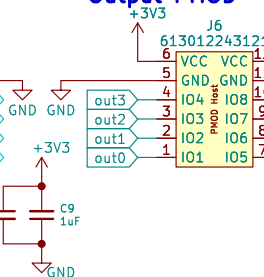 Output PMOD
+3V3
J6
613012243121
6 VCC VCC
5 GND GND
GND GND
out3 4 IO4 IO8
out2 3 IO3 IO7
out1 2 IO2 IO6
out0 1 IO1 IO5
PMOD Host
+3V3
C9
1uF
GND